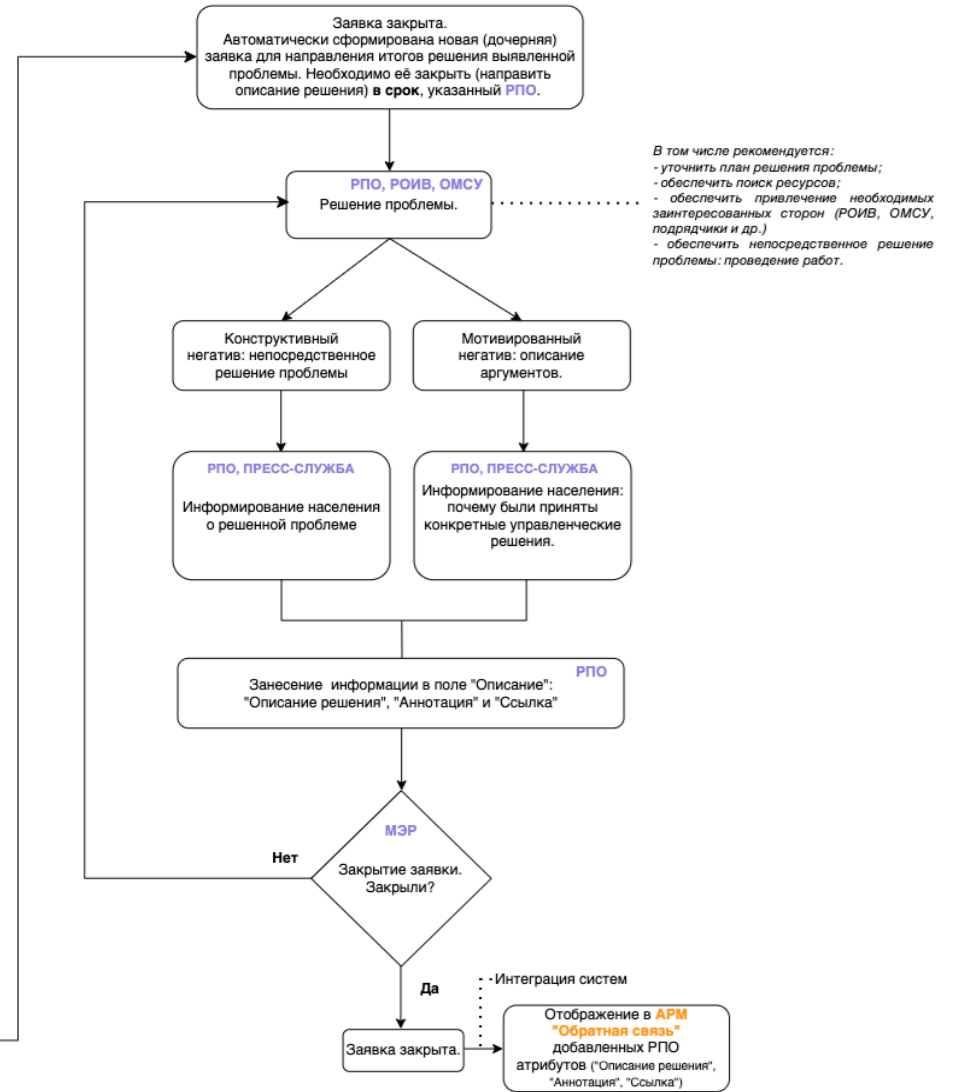 Заявка закрыта.
Автоматически сформирована новая (дочерняя)
заявка для направления итогов решения выявленной
проблемы. Необходимо её закрыть (направить
описание решения) в срок, указанный РПО.
РПО, РОИВ, ОМСУ
Решение проблемы.
В том числе рекомендуется:
- уточнить план решения проблемы;
- обеспечить поиск ресурсов;
- обеспечить привлечение необходимых
заинтересованных сторон (РОИВ, ОМСУ,
подрядчики и др.)
- обеспечить непосредственное решение
проблемы: проведение работ.
Конструктивный
негатив: непосредственное
решение проблемы
Мотивированный
негатив: описание
аргументов.
РПО, ПРЕСС-СЛУЖБА
Информирование населения
о решенной проблеме
РПО, ПРЕСС-СЛУЖБА
Информирование населения:
почему были приняты
конкретные управленческие
решения.
РПО
Занесение информации в поле "Описание":
"Описание решения", "Аннотация" и "Ссылка"
МЭР
Закрытие заявки.
Закрыли?
Нет
Да
Интеграция систем
Заявка закрыта.
Отображение в АРМ
"Обратная связь"
добавленных РПО
атрибутов ("Описание решения",
"Аннотация", "Ссылка")